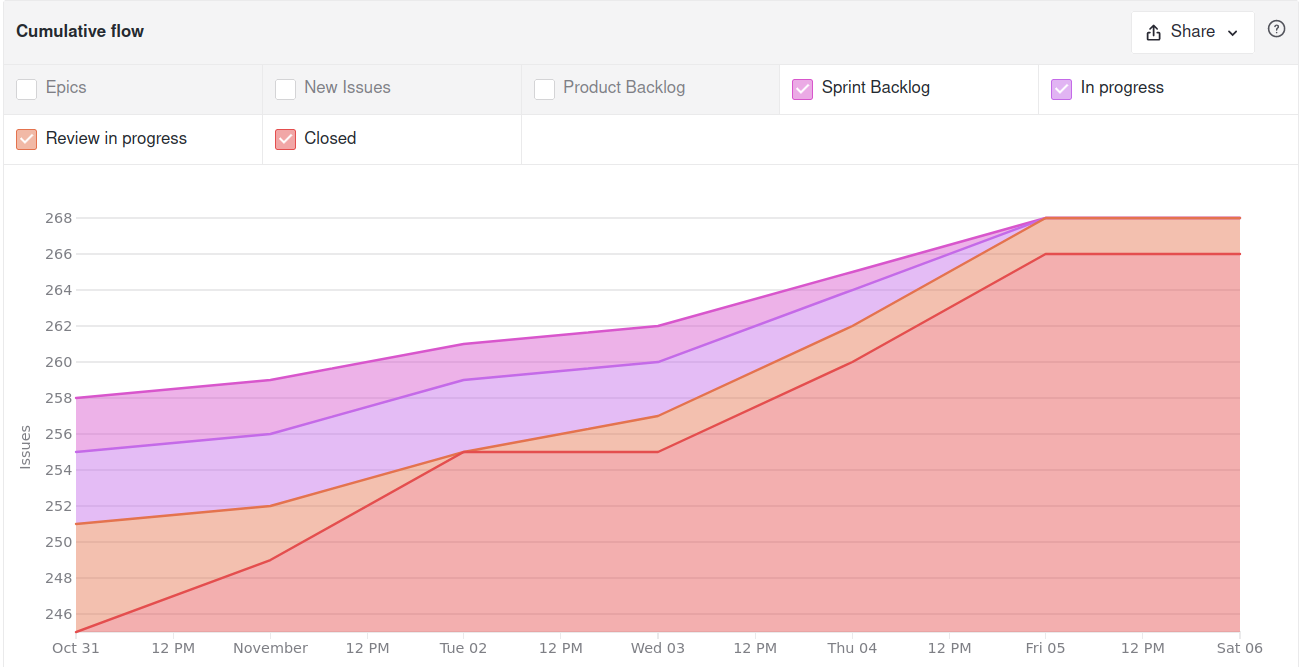 Cumulative flow
Share
Epics
New Issues
Product Backlog
Sprint Backlog
In progress
Review in progress
Closed
268
266
264
262
260
258
256
254
252
250
248
246
Issues
Oct 31 12 PM November 12 PM Tue 02 12 PM Wed 03 12 PM Thu 04 12 PM Fri 05 12 PM Sat 06